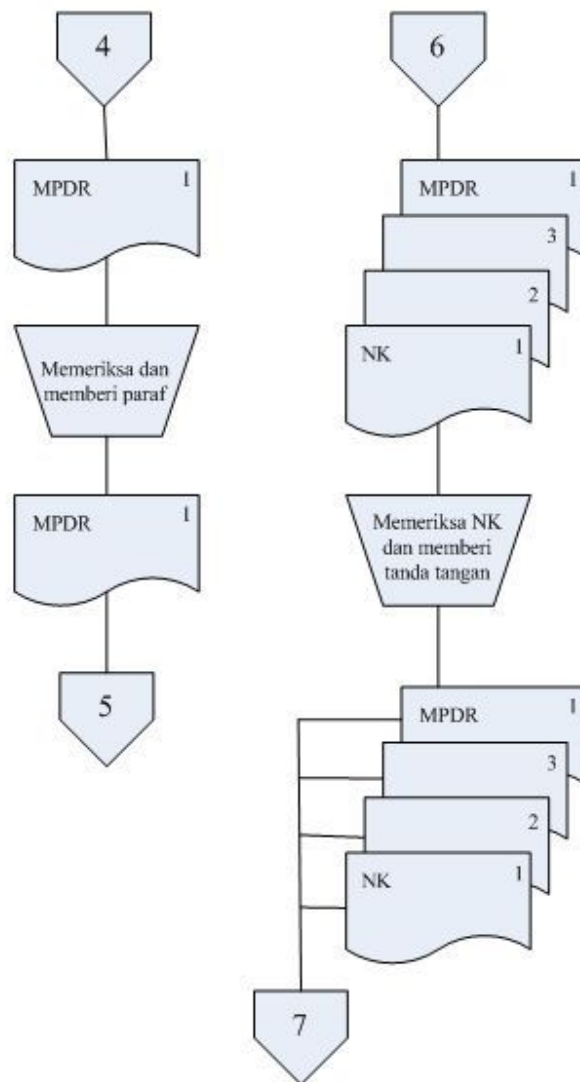 4
MPDR 1
Memeriksa dan
memberi paraf
MPDR 1
5
6
MPDR 1
3
2
NK 1
Memeriksa NK
dan memberi
tanda tangan
MPDR 1
3
2
NK 1
7